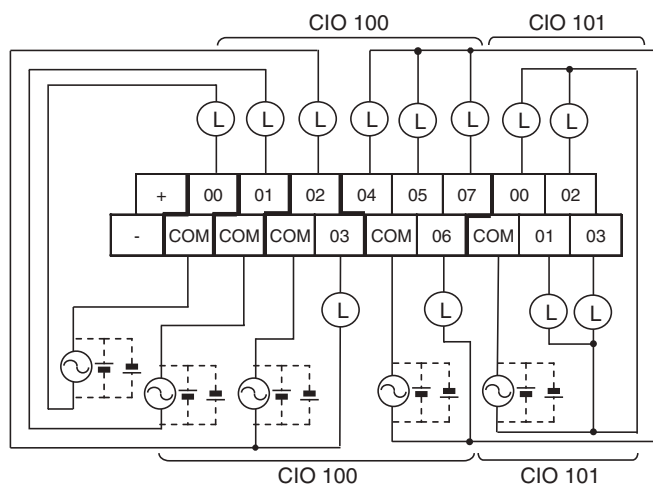 CIO 100 CIO 101
L L L L L L L L
+ 00 01 02 04 05 07 00 02
- COM COM COM 03 COM 06 COM 01 03
L L L L
CIO 100 CIO 101